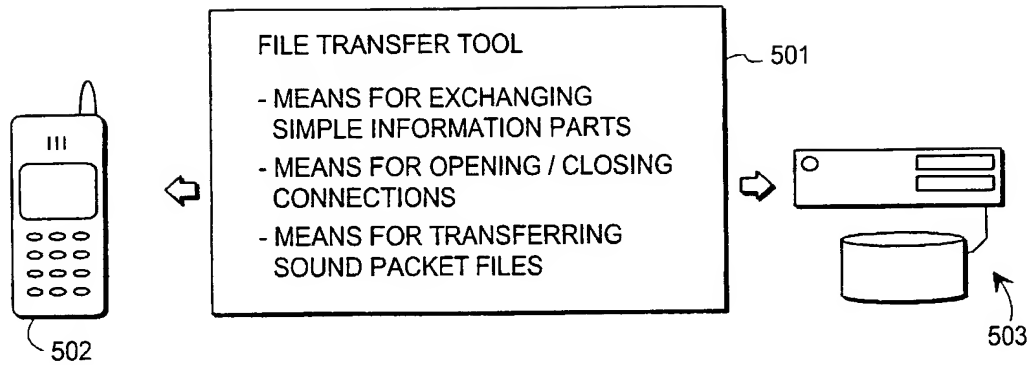 FILE TRANSFER TOOL
- MEANS FOR EXCHANGING
SIMPLE INFORMATION PARTS
- MEANS FOR OPENING / CLOSING
CONNECTIONS
- MEANS FOR TRANSFERRING
SOUND PACKET FILES
501
502
503